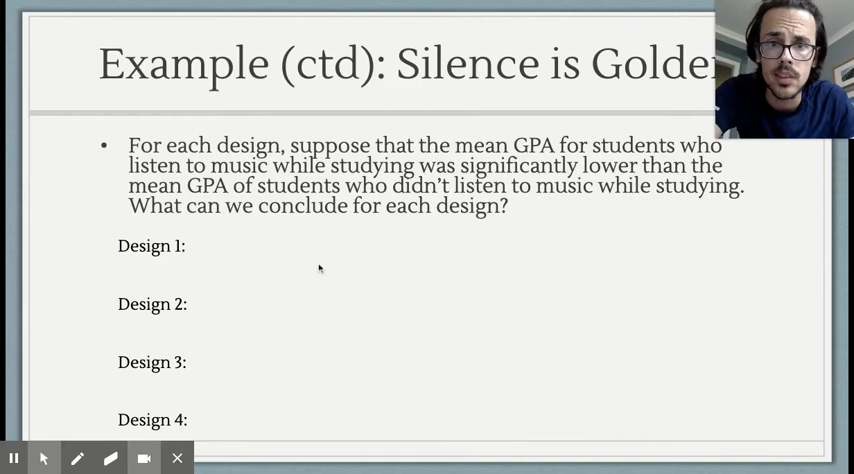 Example (ctd): Silence is Golden
• For each design, suppose that the mean GPA for students who
listen to music while studying was significantly lower than the
mean GPA of students who didn’t listen to music while studying.
What can we conclude for each design?
Design 1:
Design 2:
Design 3:
Design 4: